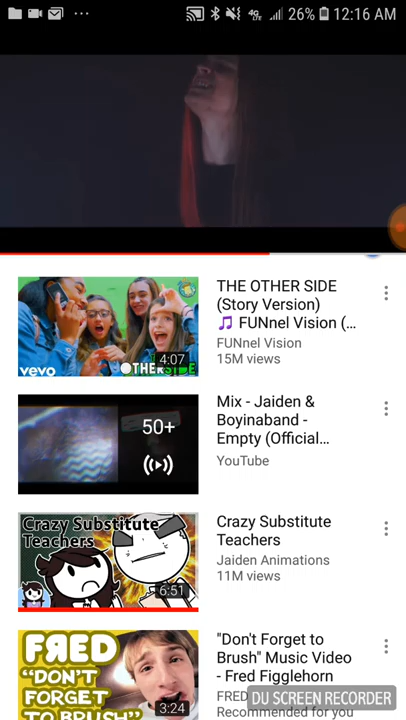 26% 12:16 AM
THE OTHER SIDE
(Story Version)
🎵 FUNnel Vision (...
FUNnel Vision
15M views
4:07
vevo
OTHER SIDE
Mix - Jaiden &
Boyinaband -
Empty (Official...
YouTube
50+
Crazy Substitute
Teachers
Jaiden Animations
11M views
Crazy Substitute
Teachers
6:51
"Don't Forget to
Brush" Music Video
- Fred Figglehorn
FRED
Recommended for you
FRED
"DON'T
FORGET
TO BRUSH"
3:24
DU SCREEN RECORDER